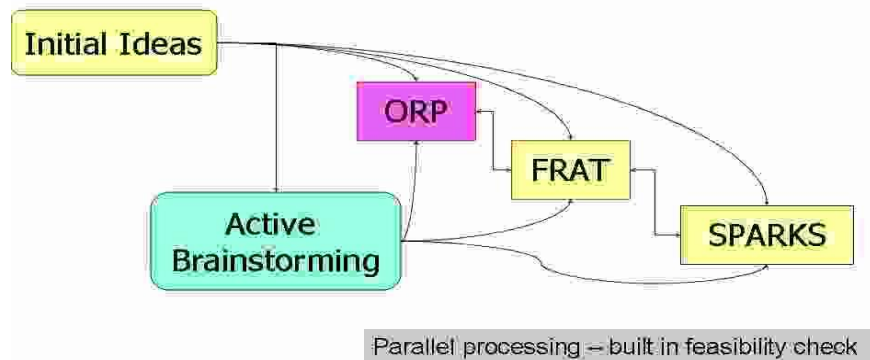 Initial Ideas
ORP
FRAT
Active
Brainstorming
SPARKS
Parallel processing – built in feasibility check